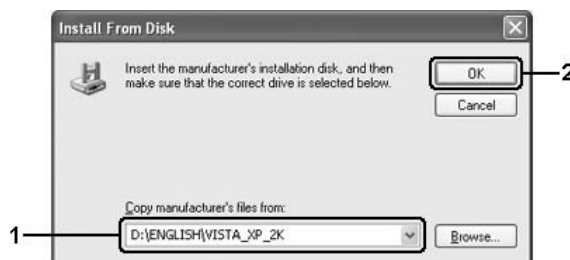 Install From Disk
Insert the manufacturer's installation disk, and then
make sure that the correct drive is selected below.
OK
2
Cancel
Copy manufacturer's files from:
1
D:\ENGLISH\VISTA_XP_2K
Browse...